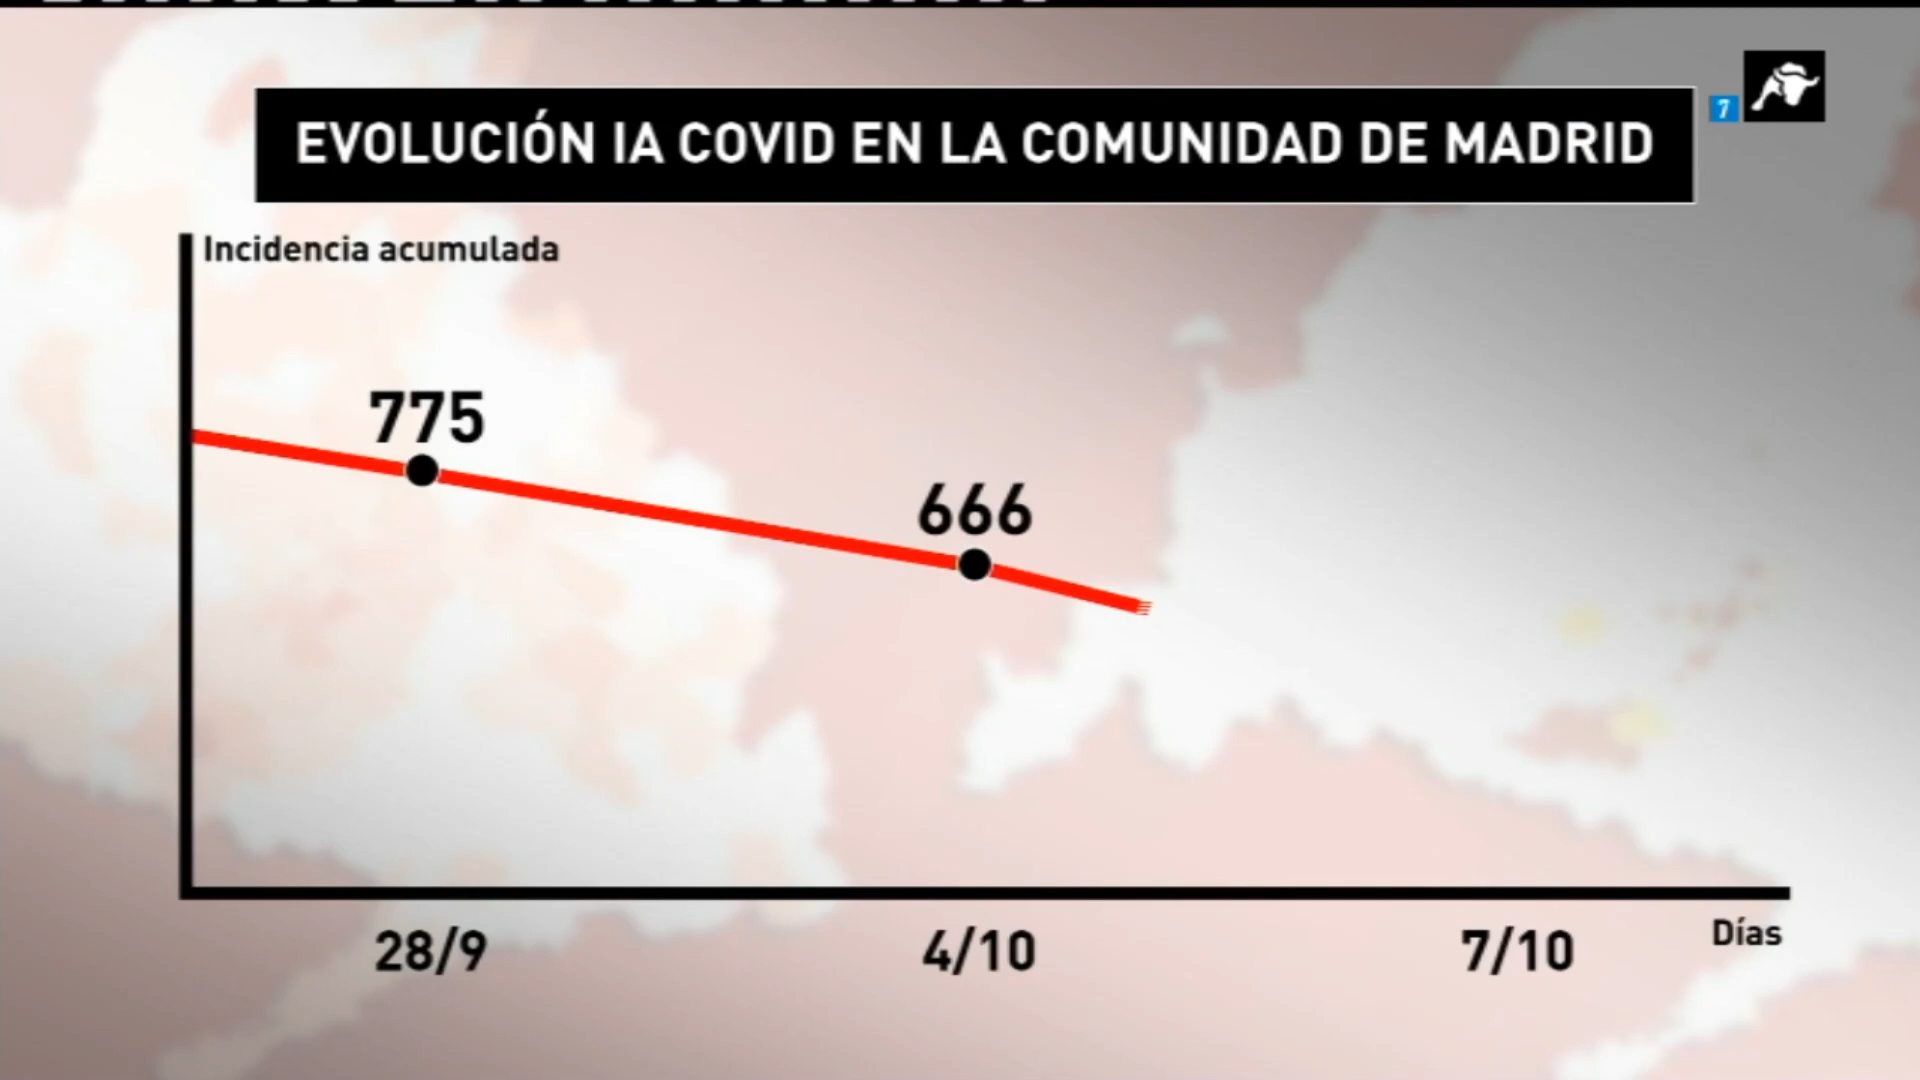 EVOLUCIÓN IA COVID EN LA COMUNIDAD DE MADRID
7
Incidencia acumulada
775
666
28/9
4/10
7/10
Días